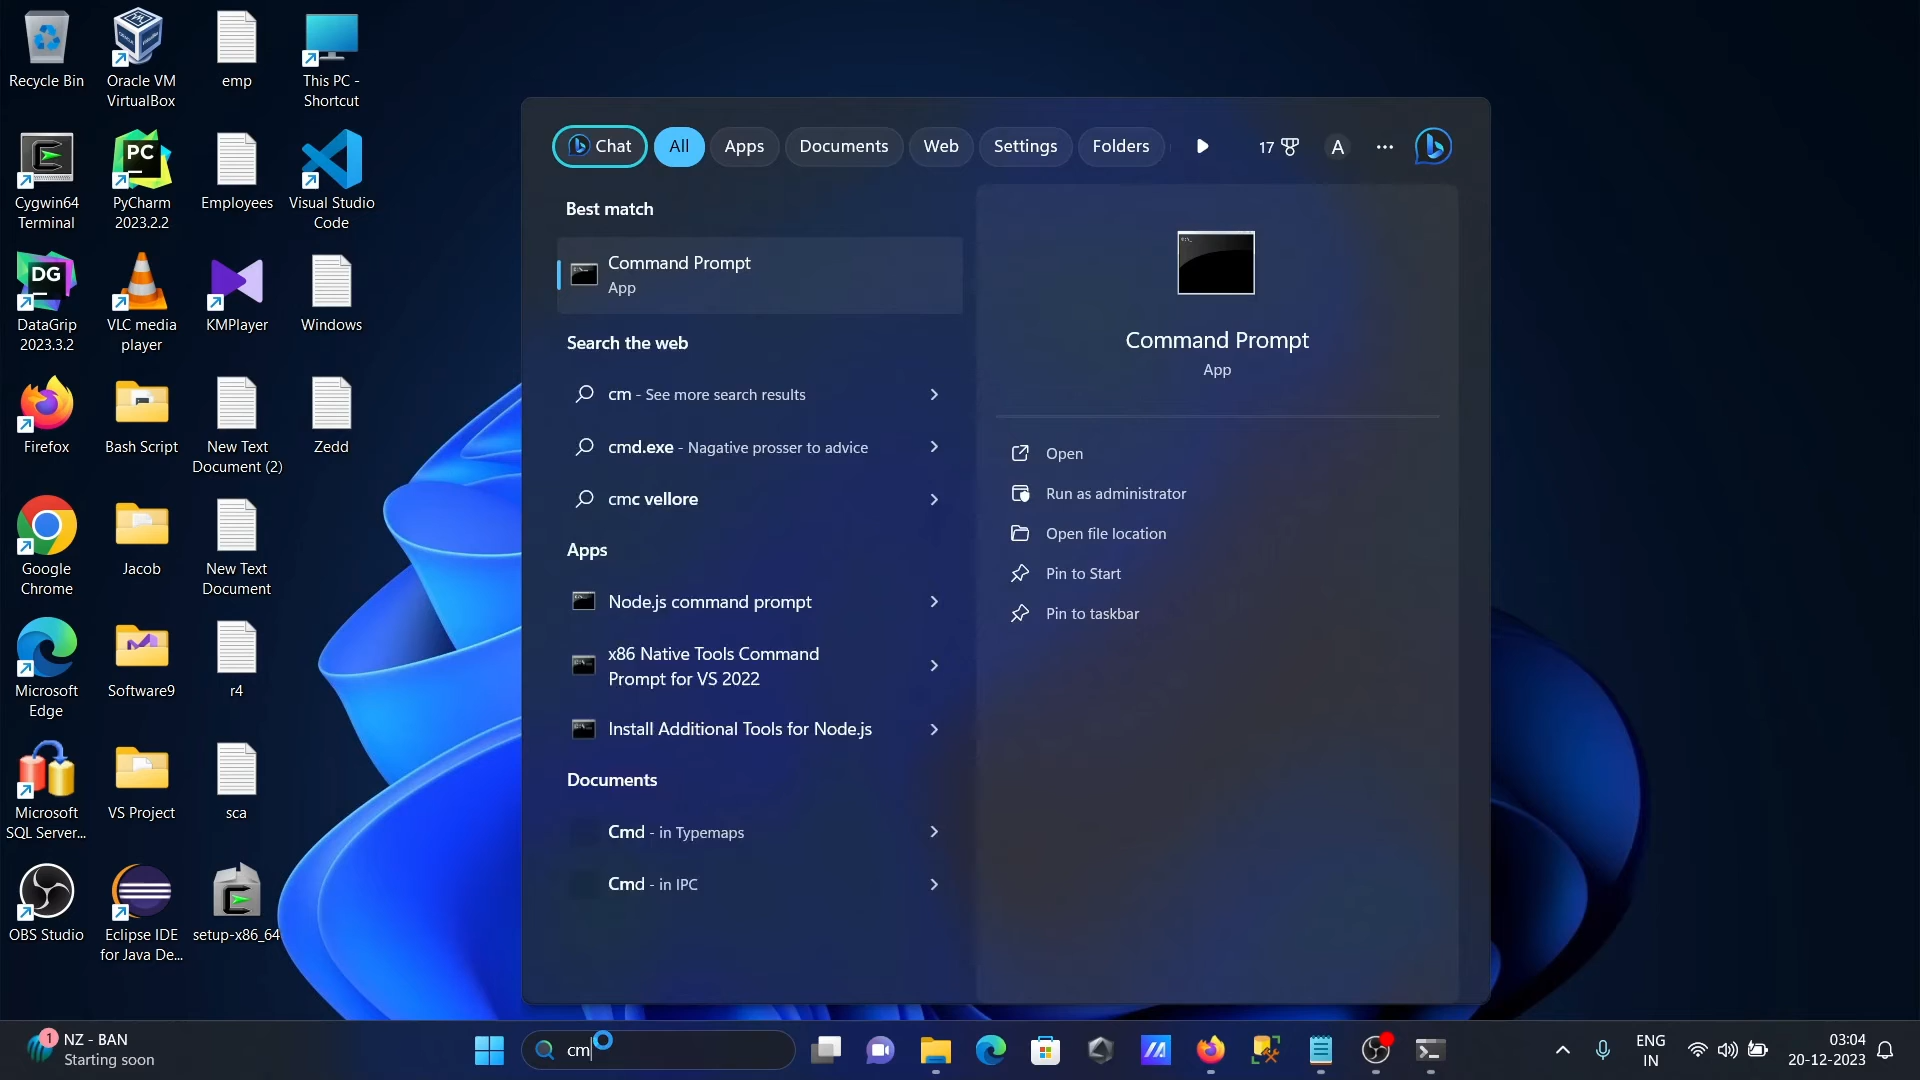 Recycle Bin
Oracle VM
VirtualBox
emp
This PC -
Shortcut
Cygwin64
Terminal
PC
PyCharm
2023.2.2
Employees
Visual Studio
Code
DG
DataGrip
2023.3.2
VLC media
player
KMPlayer
Windows
Firefox
Bash Script
New Text
Document (2)
Zedd
Google
Chrome
Jacob
New Text
Document
Microsoft
Edge
Software9
r4
Microsoft
SQL Server...
VS Project
sca
OBS Studio
Eclipse IDE
for Java De...
setup-x86_64
Chat
All
Apps
Documents
Web
Settings
Folders
17
A
Best match
Command Prompt
App
Search the web
cm - See more search results
cmd.exe - Nagative prosser to advice
cmc vellore
Apps
Node.js command prompt
x86 Native Tools Command
Prompt for VS 2022
Install Additional Tools for Node.js
Documents
Cmd - in Typemaps
Cmd - in IPC
Command Prompt
App
Open
Run as administrator
Open file location
Pin to Start
Pin to taskbar
1
NZ - BAN
Starting soon
cm
ENG
IN
03:04
20-12-2023